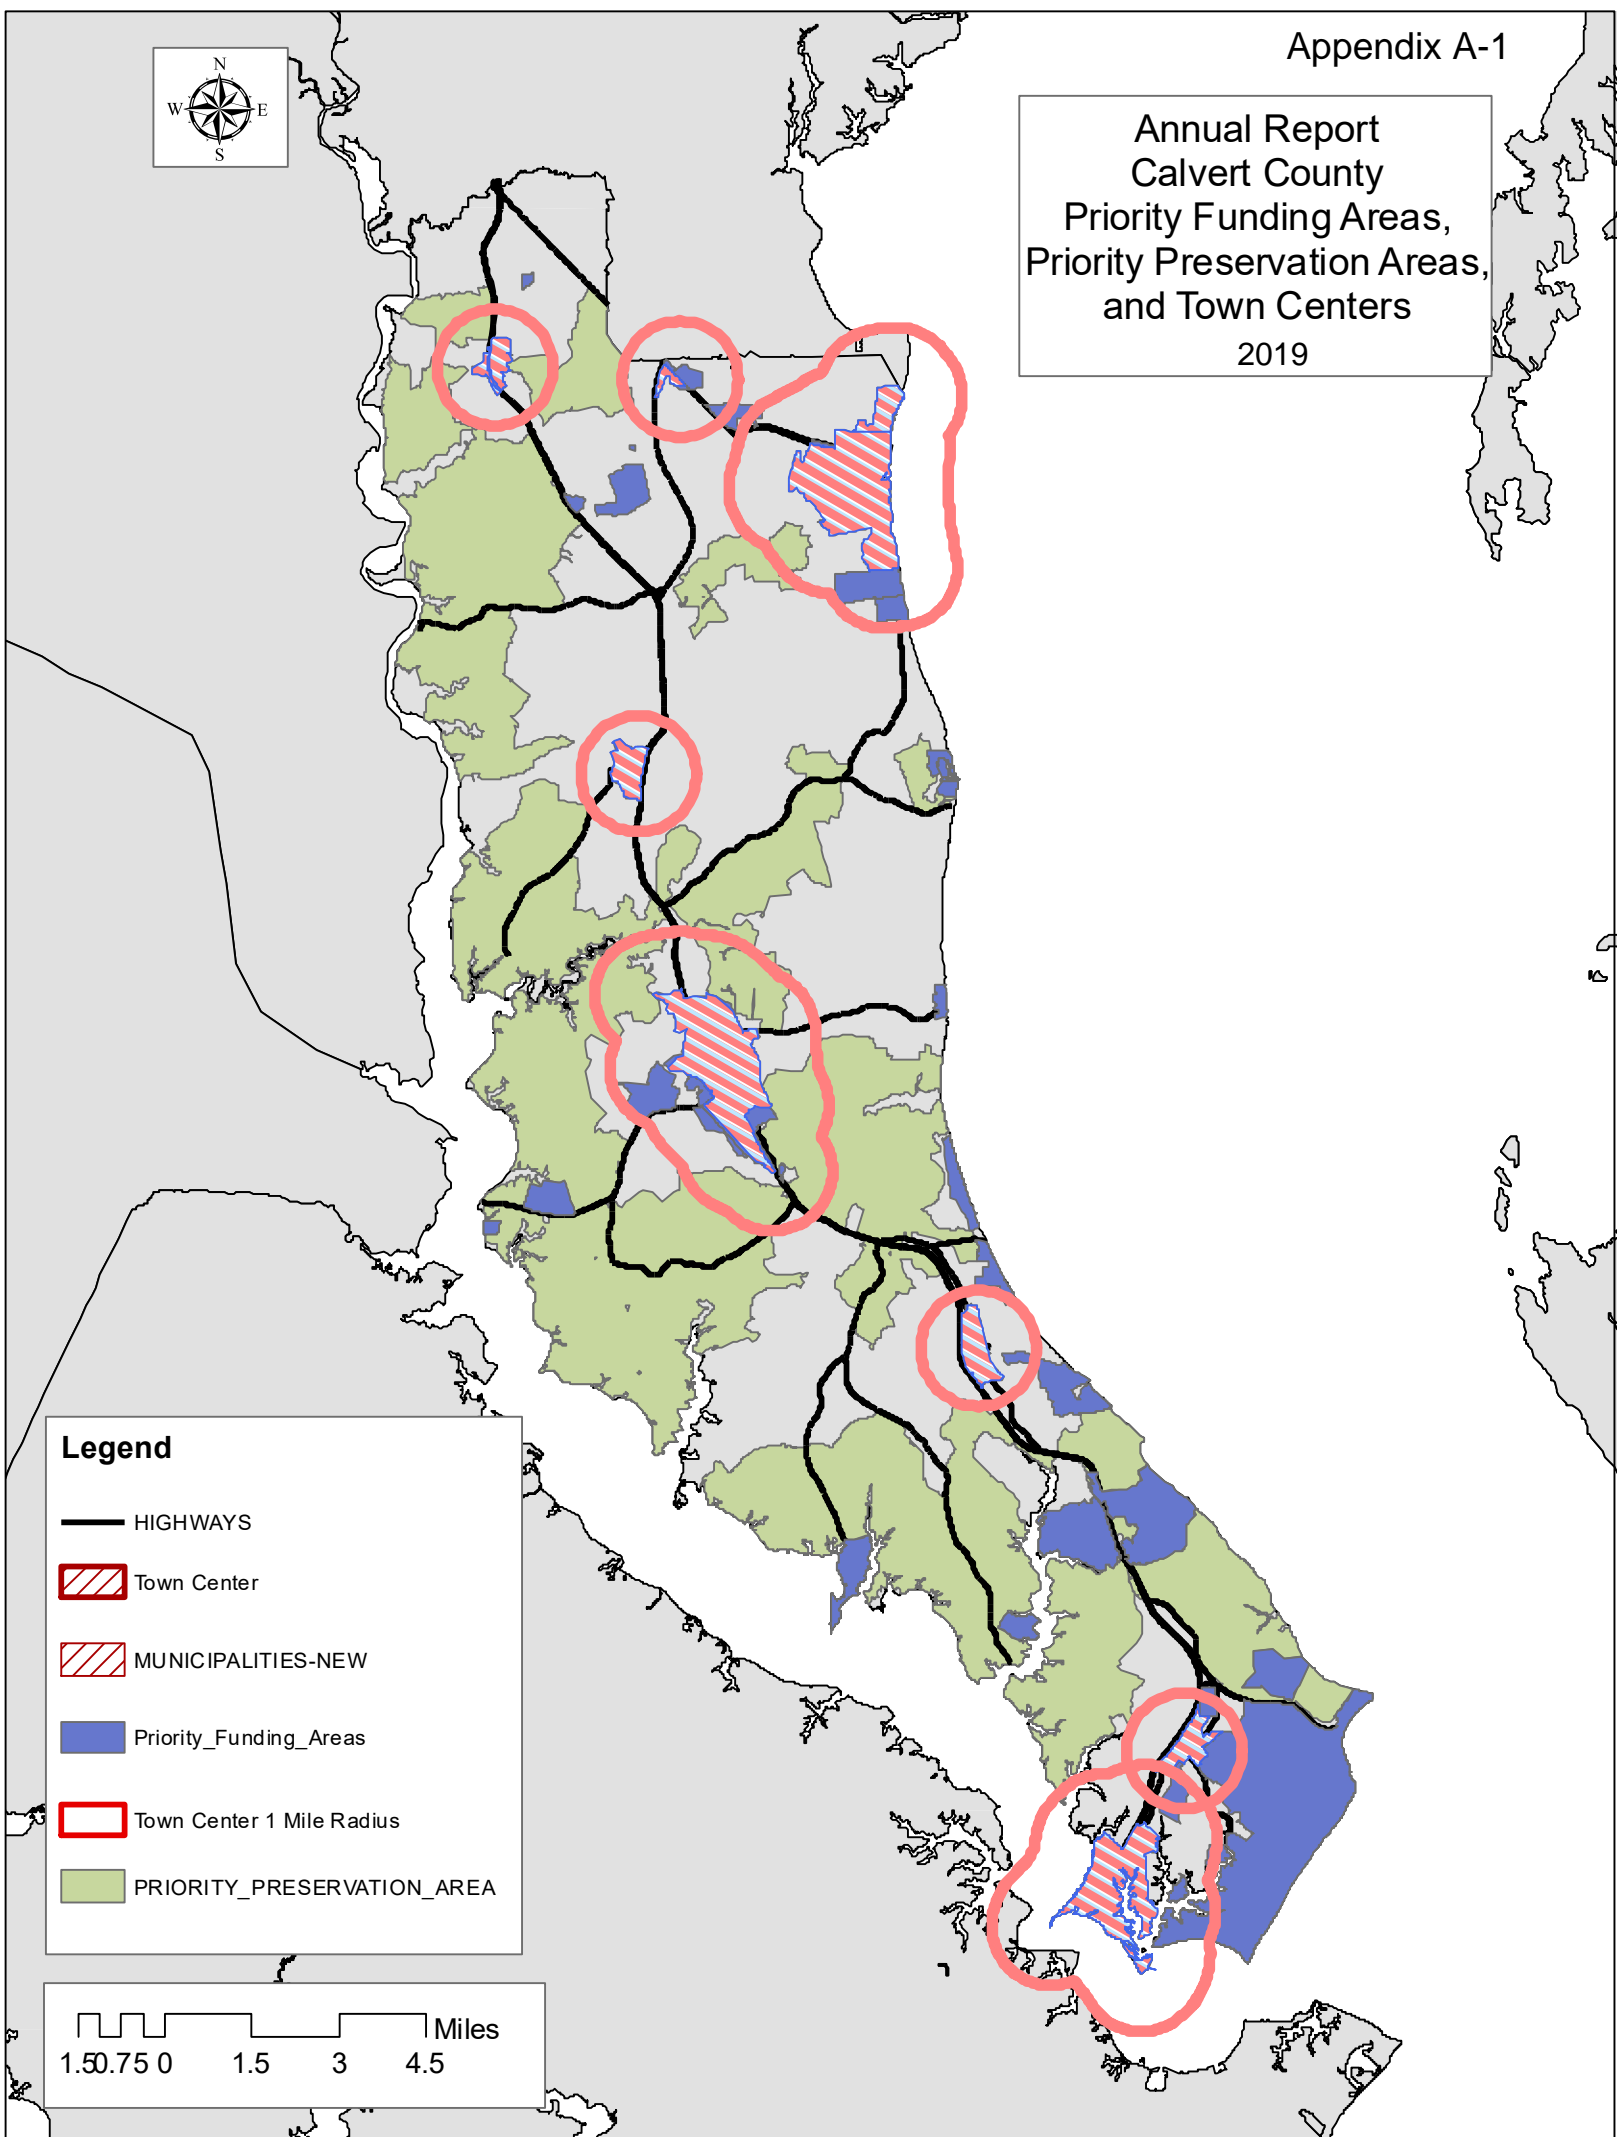 Appendix A-1
N
W E
S
Annual Report
Calvert County
Priority Funding Areas,
Priority Preservation Areas,
and Town Centers
2019
Legend
HIGHWAYS
Town Center
MUNICIPALITIES-NEW
Priority_Funding_Areas
Town Center 1 Mile Radius
PRIORITY_PRESERVATION_AREA
Miles
1.5 0.75 0 1.5 3 4.5